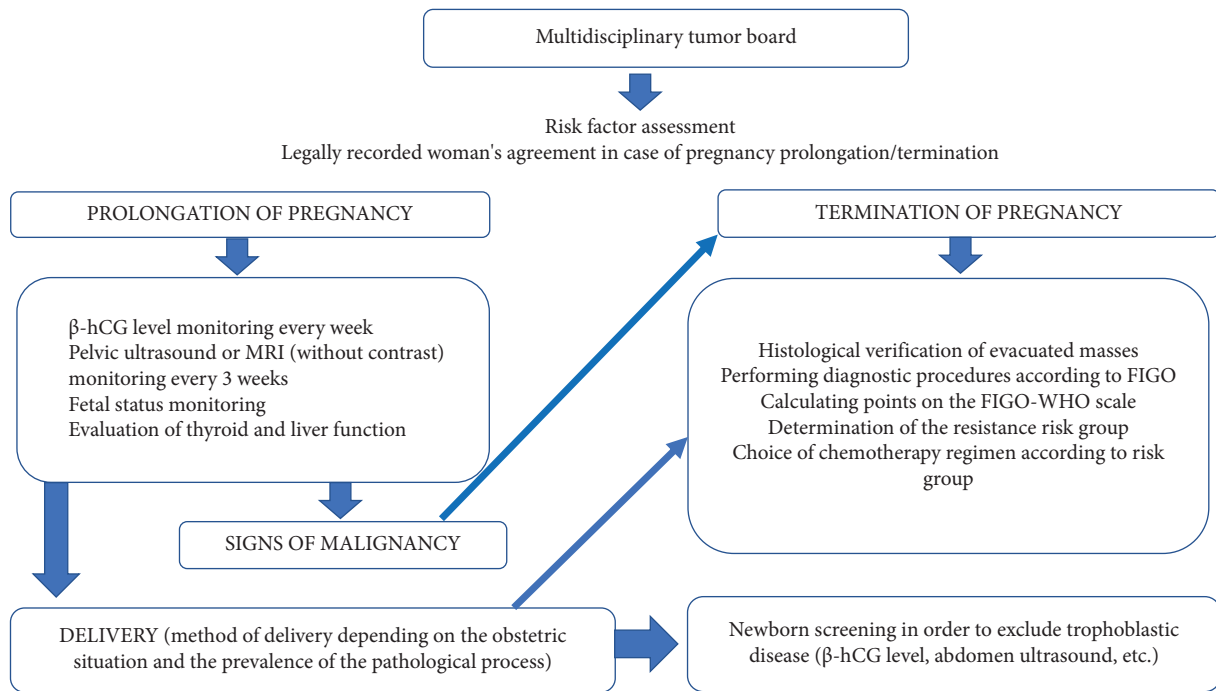 Multidisciplinary tumor board
Risk factor assessment
Legally recorded woman's agreement in case of pregnancy prolongation/termination
PROLONGATION OF PREGNANCY
TERMINATION OF PREGNANCY
β-hCG level monitoring every week
Pelvic ultrasound or MRI (without contrast)
monitoring every 3 weeks
Fetal status monitoring
Evaluation of thyroid and liver function
Histological verification of evacuated masses
Performing diagnostic procedures according to FIGO
Calculating points on the FIGO-WHO scale
Determination of the resistance risk group
Choice of chemotherapy regimen according to risk
group
SIGNS OF MALIGNANCY
DELIVERY (method of delivery depending on the obstetric
situation and the prevalence of the pathological process)
Newborn screening in order to exclude trophoblastic
disease (β-hCG level, abdomen ultrasound, etc.)